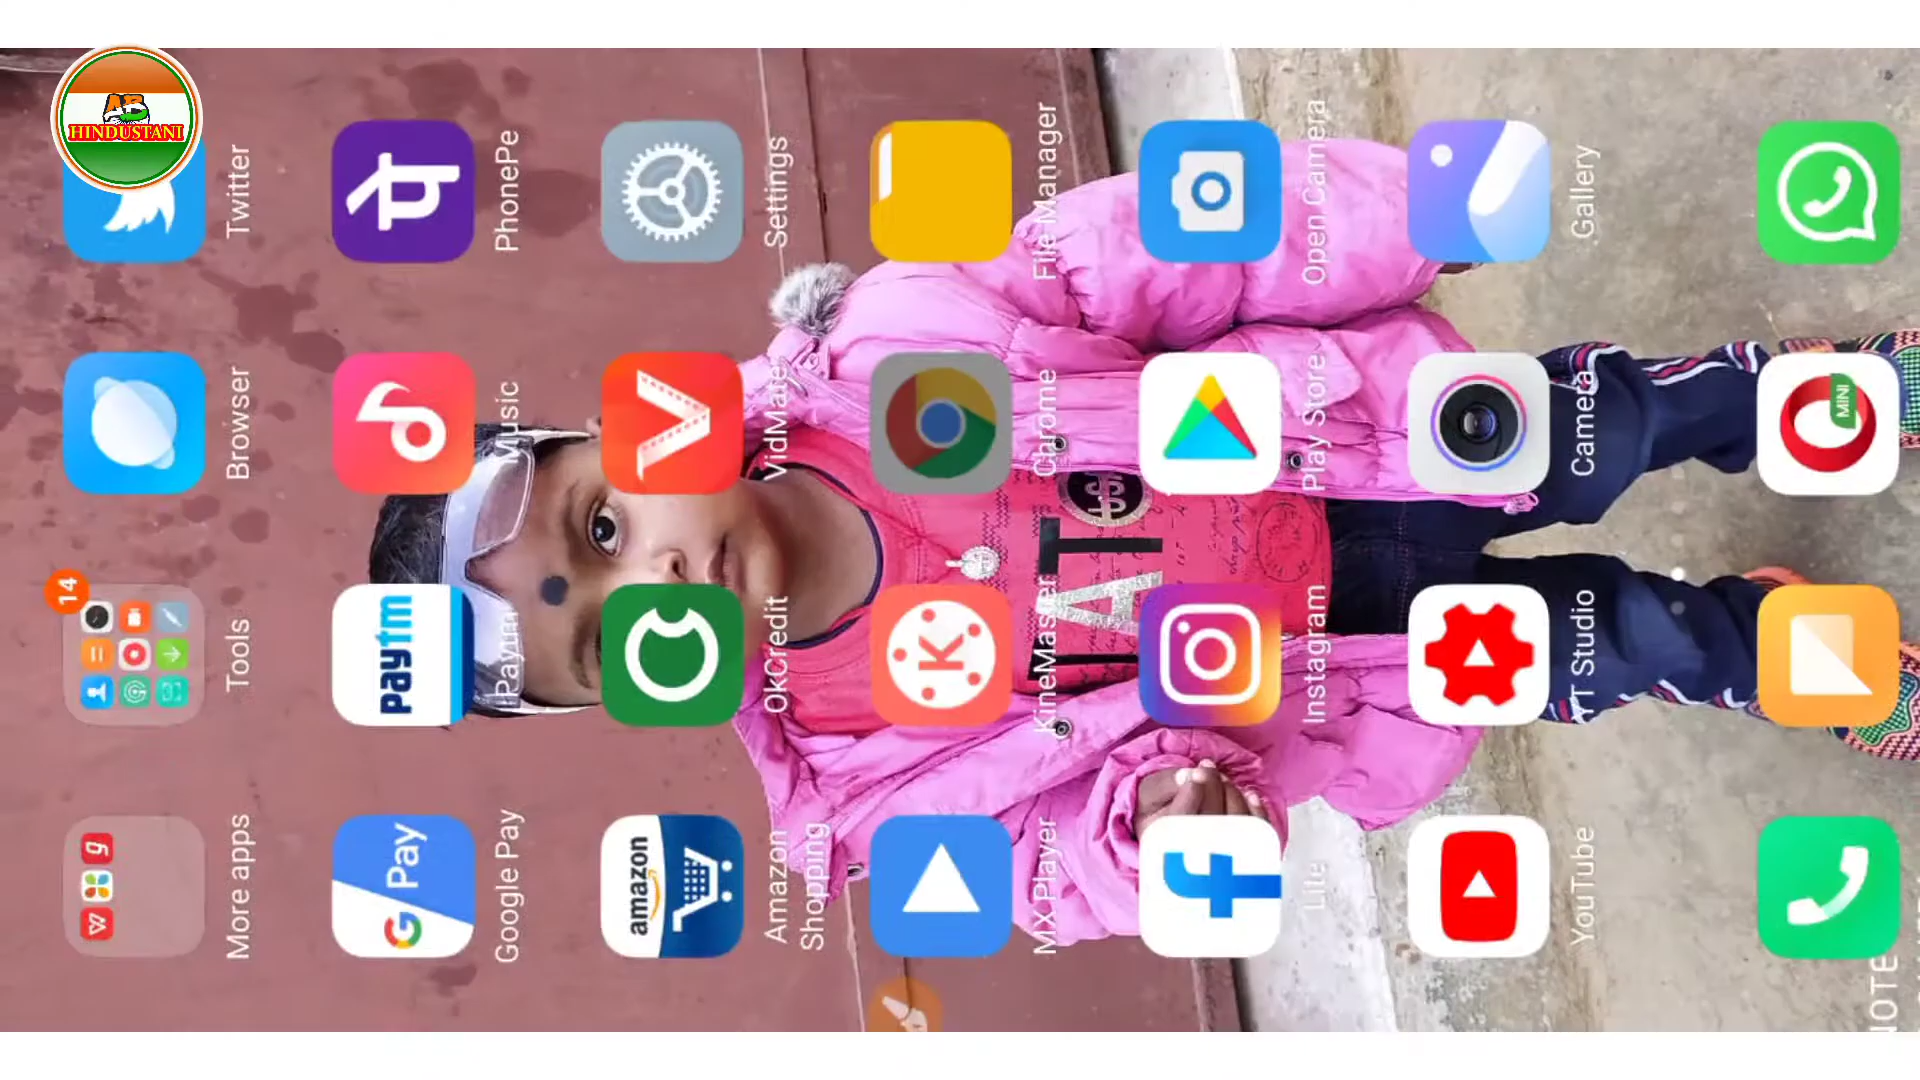 AB
HINDUSTANI
14
More apps
Tools
Browser
Twitter
G Pay
paytm
पे
Google Pay
Paytm
Music
PhonePe
amazon
Amazon
Shopping
OkCredit
VidMate
Settings
K
MX Player
KineMaster
Chrome
File Manager
f
Lite
Instagram
Play Store
Open Camera
YouTube
YT Studio
Camera
Gallery
MINI